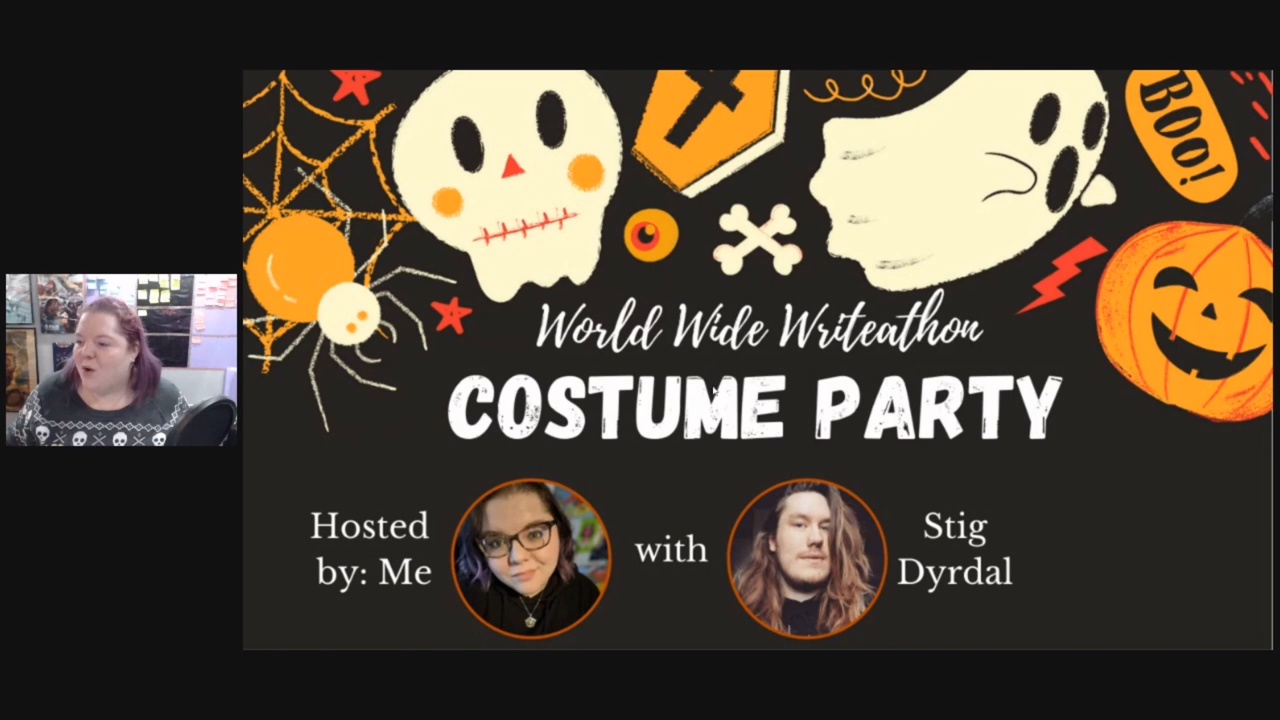 BOO!
World Wide Writeathon
COSTUME PARTY
Hosted
by: Me
with
Stig
Dyrdal